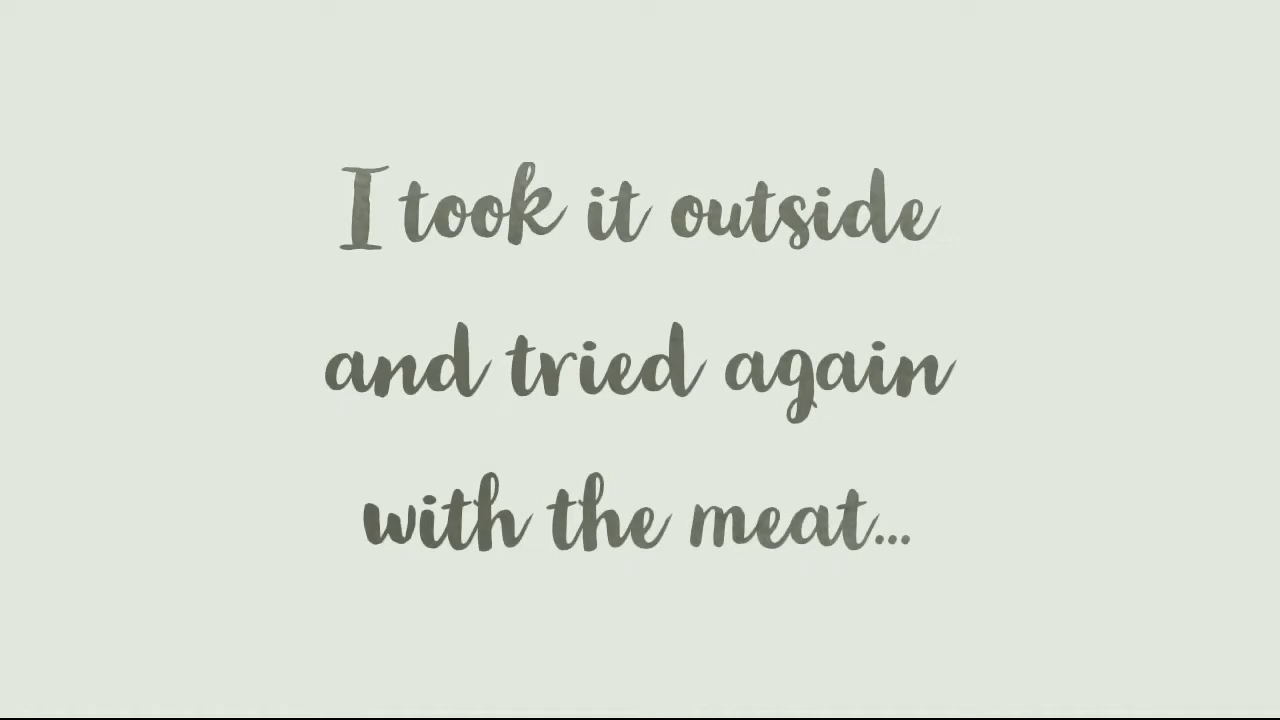 I took it outside
and tried again
with the meat...